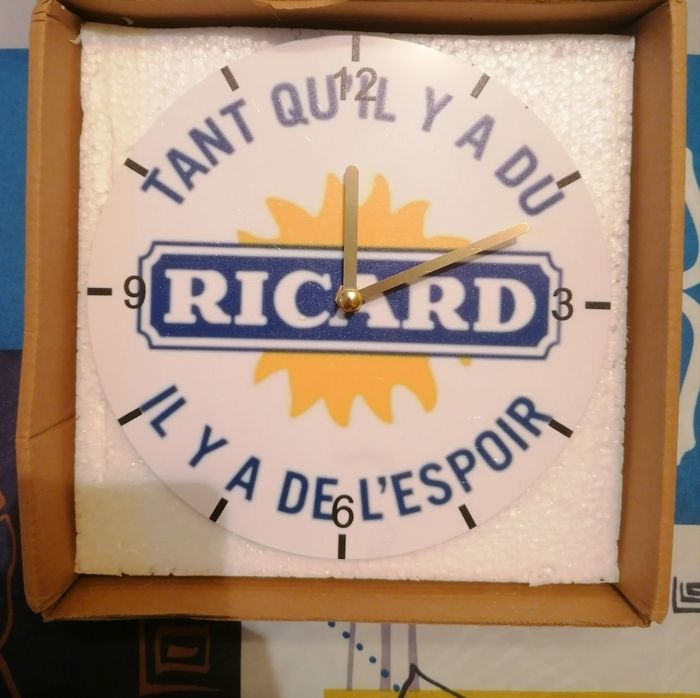 TANT QU'IL Y A DU
12
RICARD
9
3
IL Y A DE L'ESPOIR
6